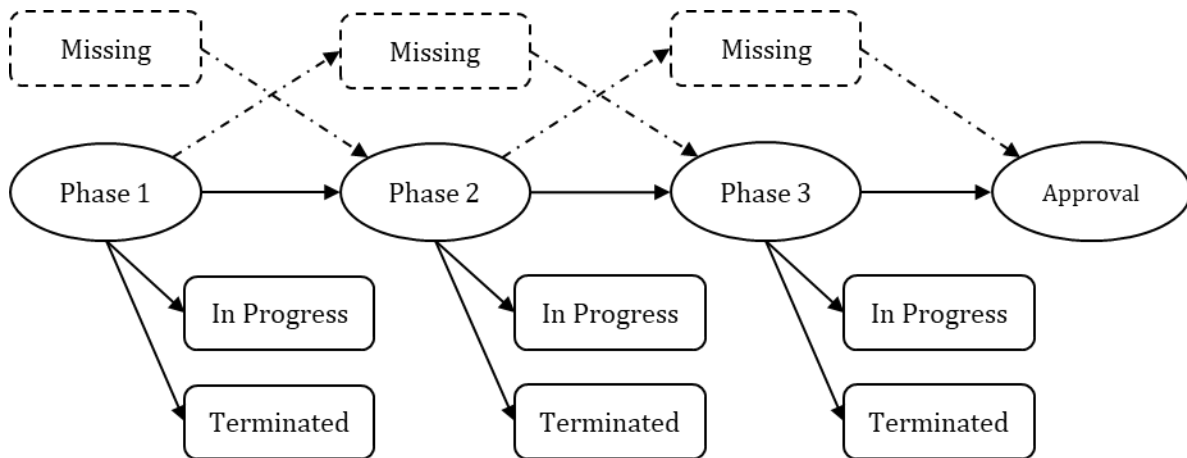 Missing
Missing
Missing
Phase 1
Phase 2
Phase 3
Approval
In Progress
In Progress
In Progress
Terminated
Terminated
Terminated